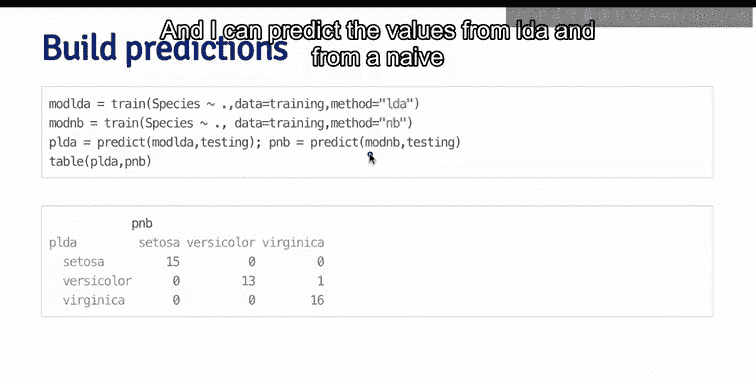 And I can predict the values from lda and
from a naive
Build predictions
modlda = train(Species ~ .,data=training,method="lda")
modnb = train(Species ~ ., data=training,method="nb")
plda = predict(modlda,testing); pnb = predict(modnb,testing)
table(plda,pnb)
pnb
plda setosa versicolor virginica
setosa 15 0 0
versicolor 0 13 1
virginica 0 0 16